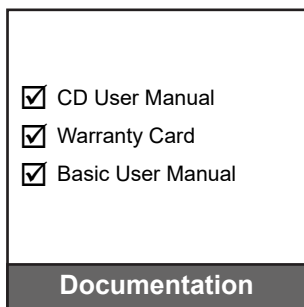 CD User Manual
Warranty Card
Basic User Manual
Documentation